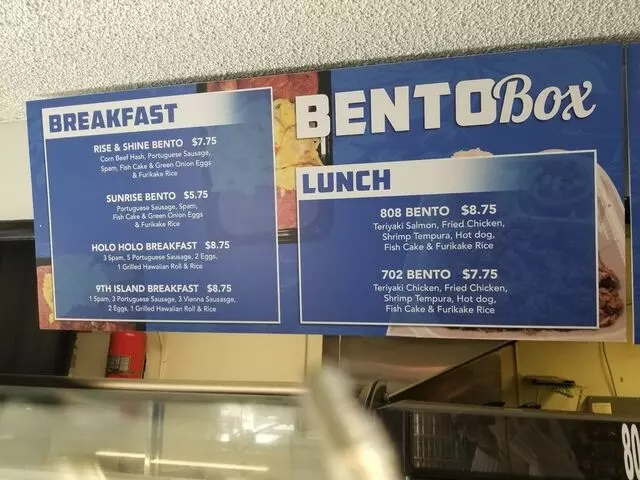 BENTO Box
BREAKFAST
RISE & SHINE BENTO $7.75
Corn Beef Hash, Portuguese Sausage,
Spam, Fish Cake & Green Onion Eggs
& Furikake Rice
SUNRISE BENTO $5.75
Portuguese Sausage, Spam,
Fish Cake & Green Onion Eggs
& Furikake Rice
HOLO HOLO BREAKFAST $8.75
3 Spam, 5 Portuguese Sausage, 2 Eggs,
1 Grilled Hawaiian Roll & Rice
9TH ISLAND BREAKFAST $8.75
1 Spam, 3 Portuguese Sausage, 3 Vienna Sausasge,
2 Eggs, 1 Grilled Hawaiian Roll & Rice
LUNCH
808 BENTO $8.75
Teriyaki Salmon, Fried Chicken,
Shrimp Tempura, Hot dog,
Fish Cake & Furikake Rice
702 BENTO $7.75
Teriyaki Chicken, Fried Chicken,
Shrimp Tempura, Hot dog,
Fish Cake & Furikake Rice
80